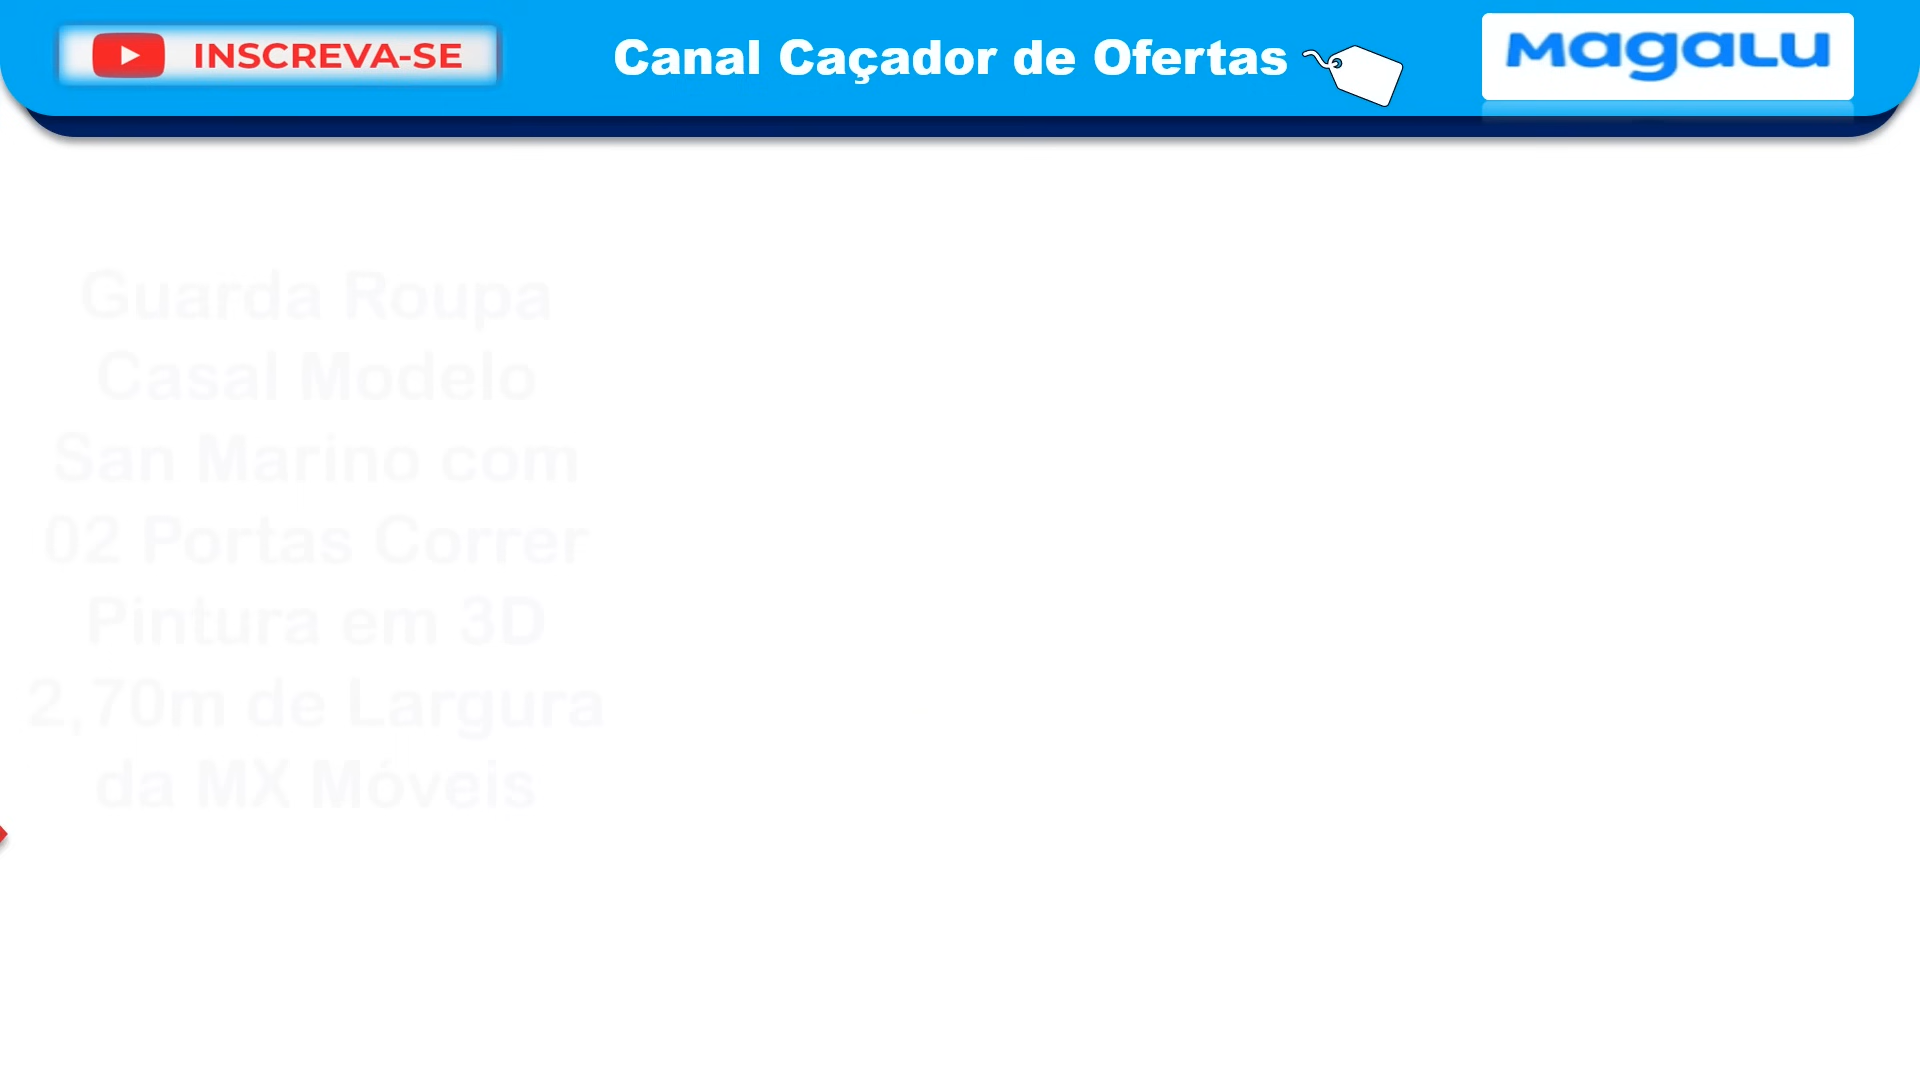 INSCREVA-SE
Canal Caçador de Ofertas
Magalu
Guarda Roupa
Casal Modelo
San Marino com
02 Portas Correr
Pintura em 3D
2,70m de Largura
da MX Móveis